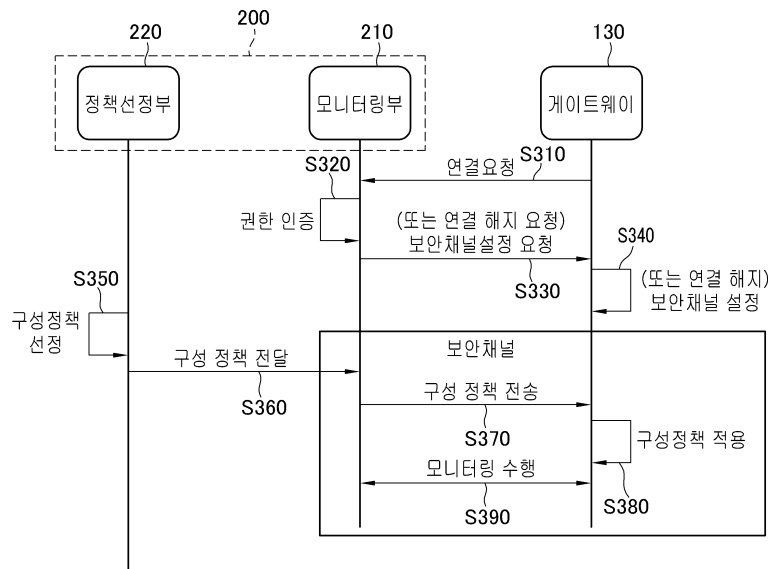 200
220
210
130
정책선정부
모니터링부
게이트웨이
S320
S310
연결요청
권한 인증
(또는 연결 해지 요청)
보안채널설정 요청
S330
S340
(또는 연결 해지)
보안채널 설정
S350
구성정책
선정
보안채널
구성 정책 전달
S360
구성 정책 전송
S370
구성정책 적용
S380
모니터링 수행
S390